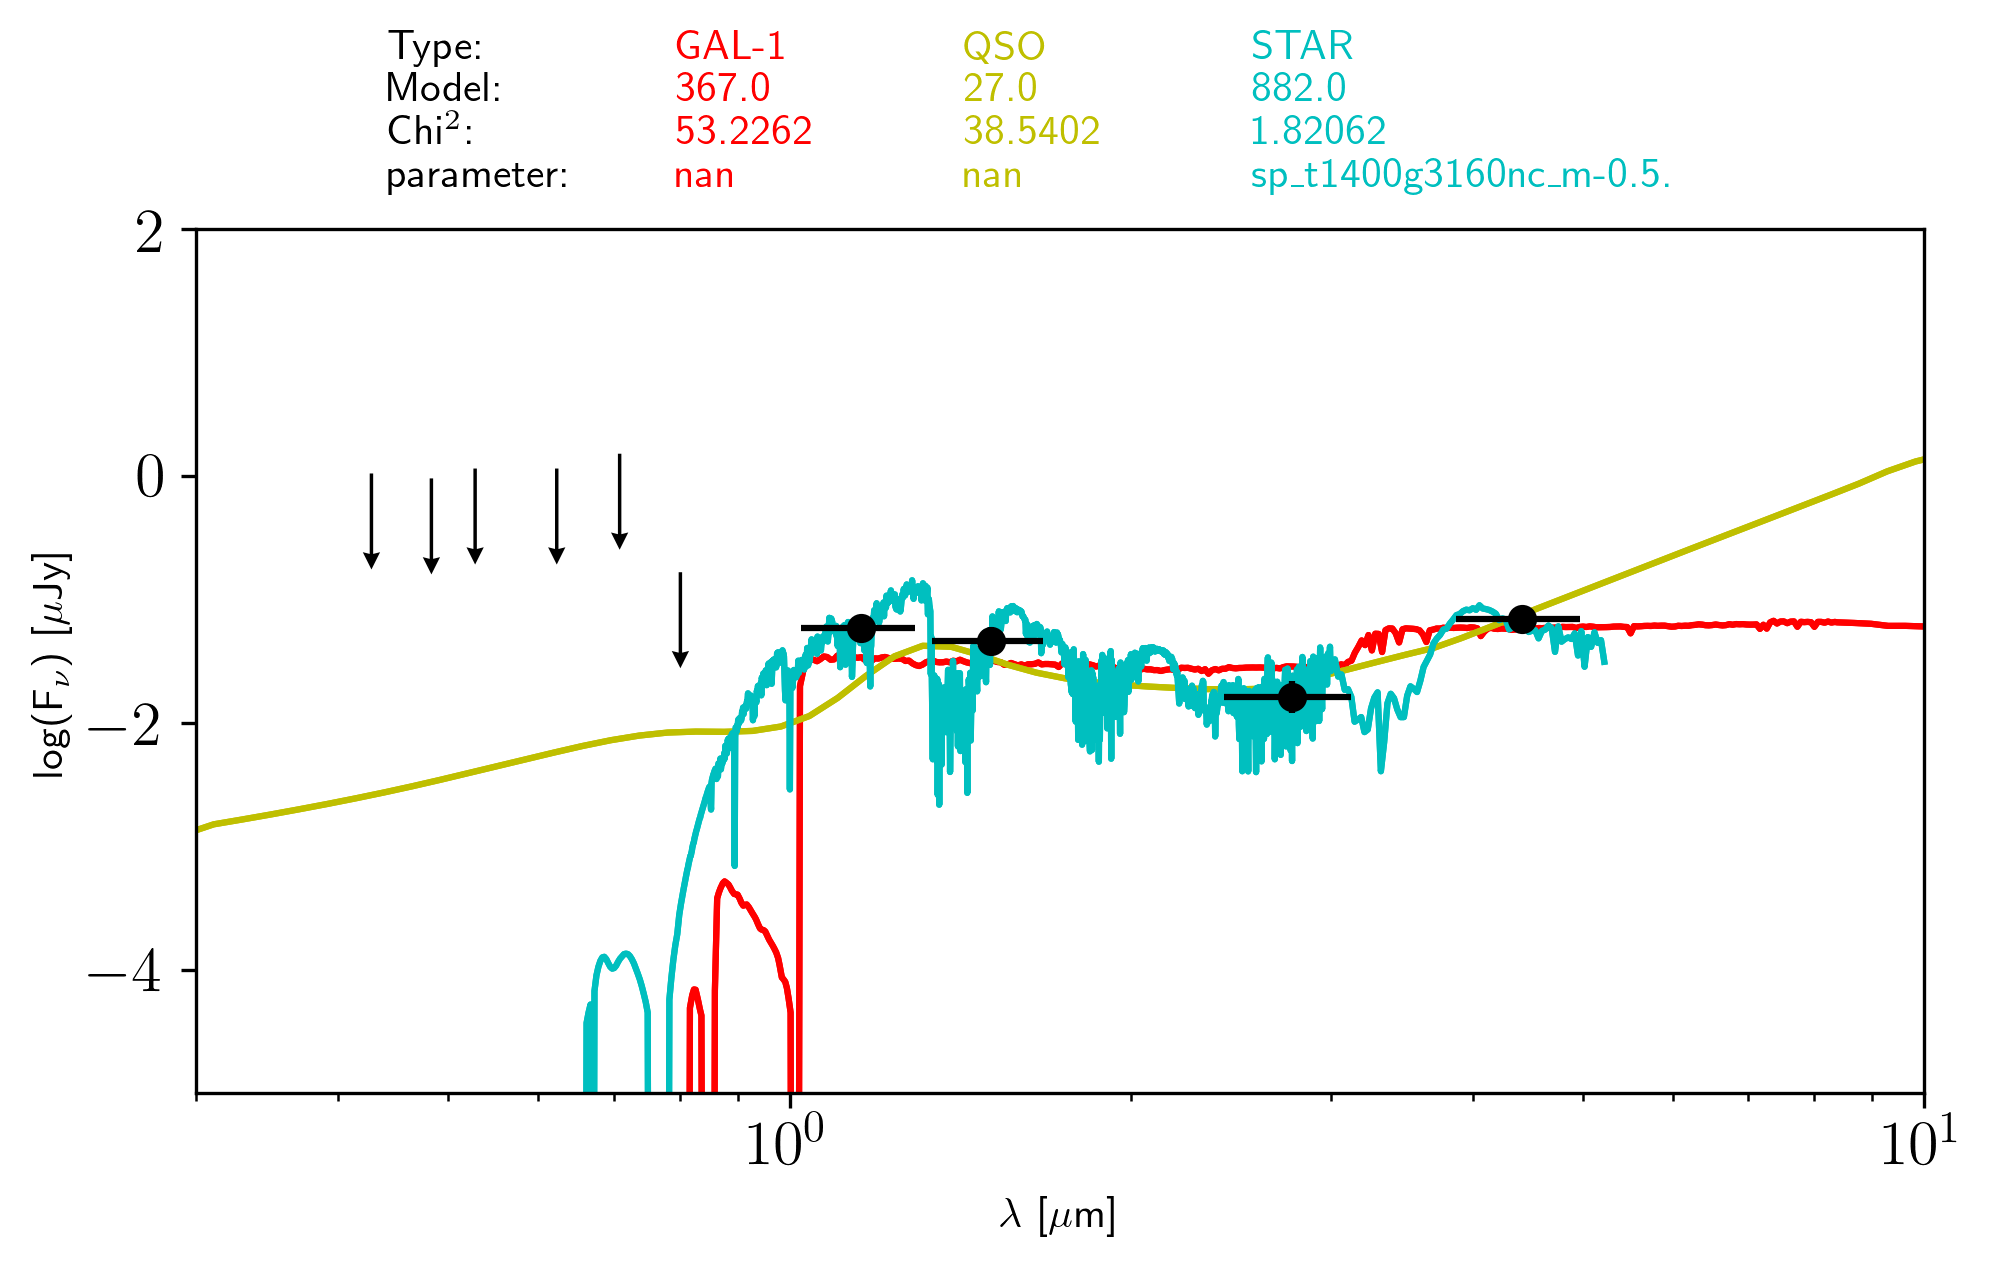 Type: GAL-1 QSO STAR
Model: 367.0 27.0 882.0
Chi²: 53.2262 38.5402 1.82062
parameter: nan nan sp_t1400g3160nc_m-0.5.
2
0
−2
−4
log(Fν) [μJy]
10⁰ 10¹
λ [μm]